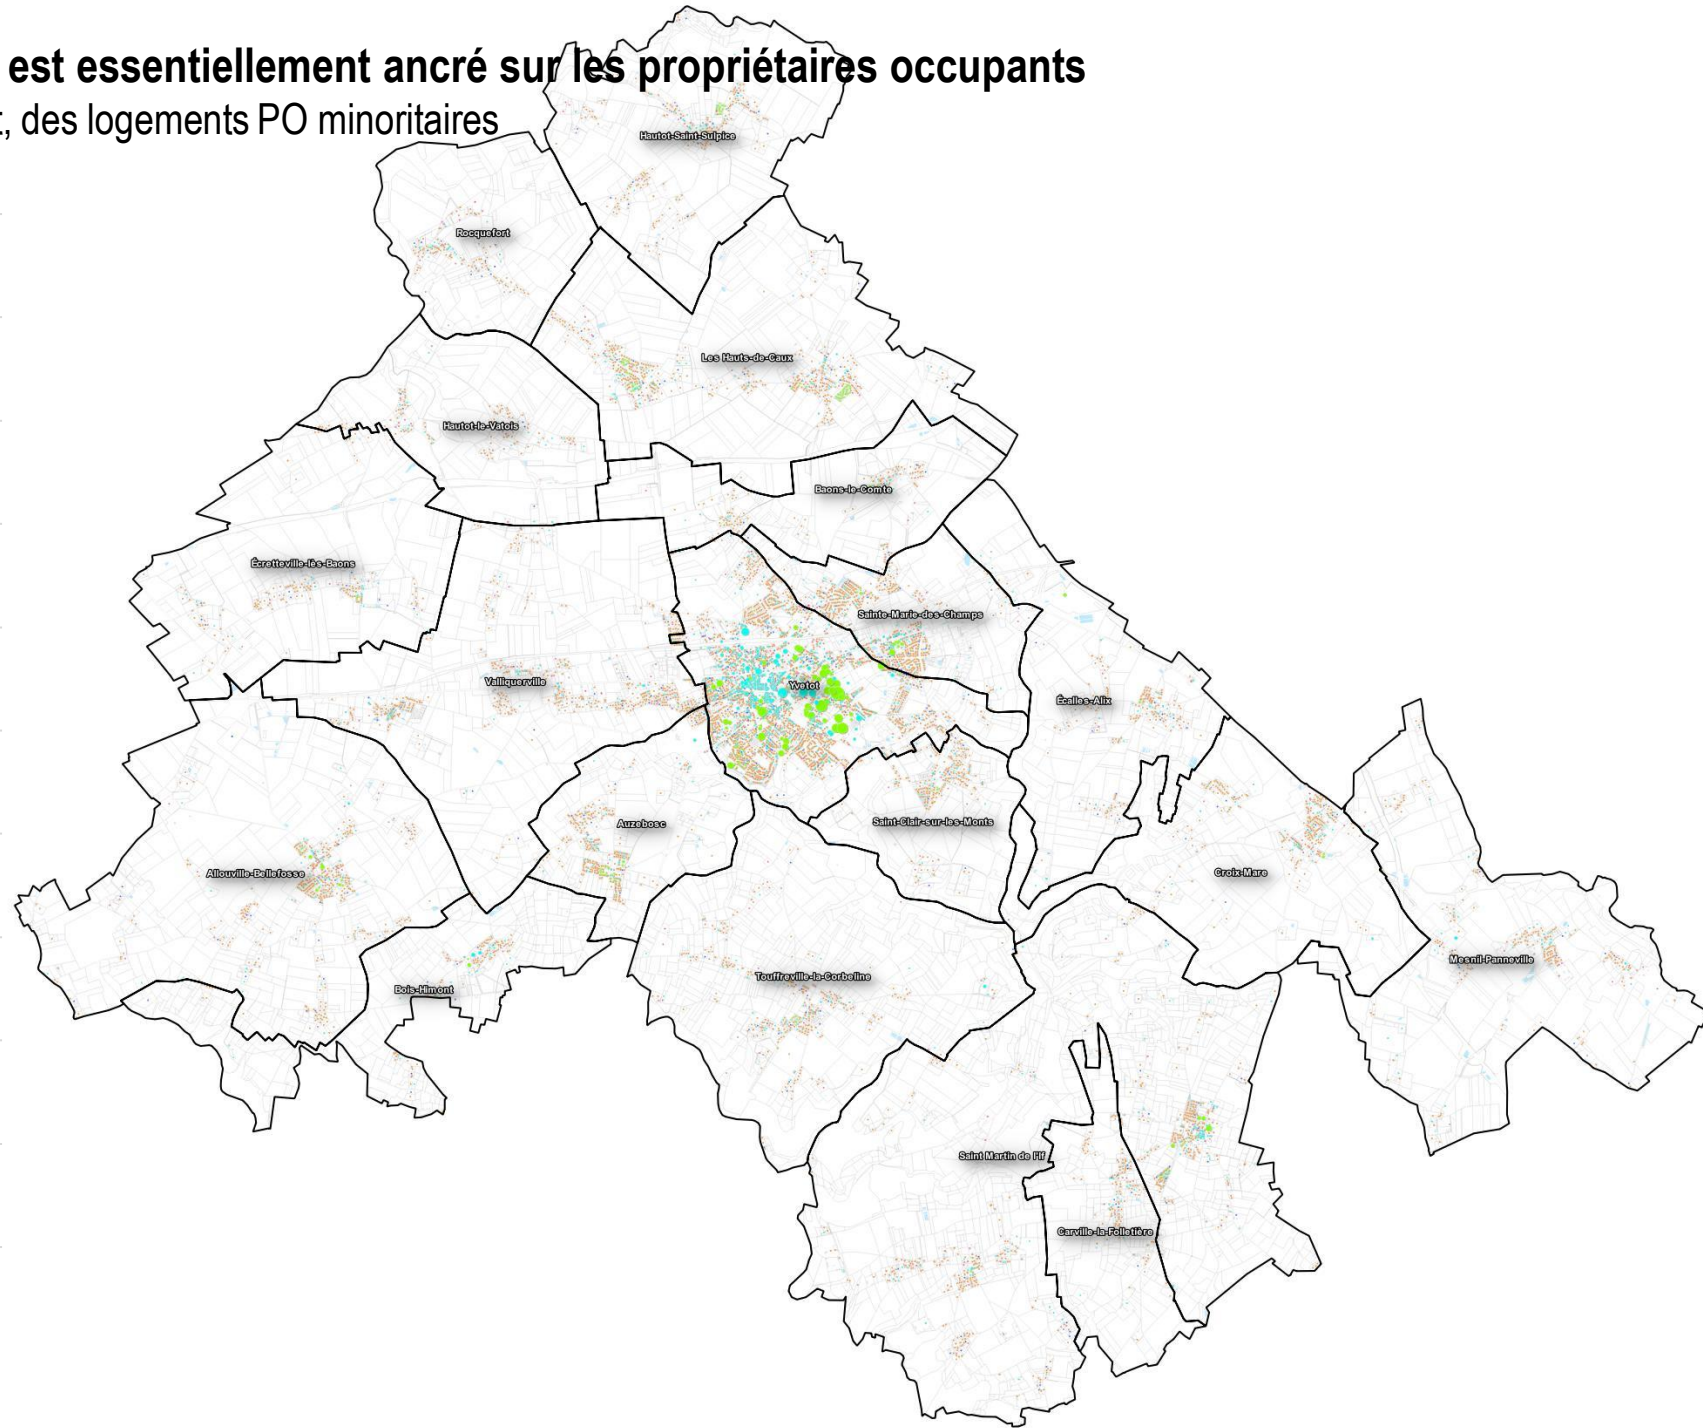 est essentiellement ancré sur les propriétaires occupants
, des logements PO minoritaires
Hautot-Saint-Sulpice
Rocquefort
Les Hauts-de-Caux
Hautot-le-Vatois
Baons-le-Comte
Écretteville-lès-Baons
Sainte-Marie-des-Champs
Valliquerville
Yvetot
Écalles-Alix
Auzebosc
Saint-Clair-sur-les-Monts
Allouville-Bellefosse
Croix-Mare
Mesnil-Panneville
Touffreville-la-Corbeline
Bois-Himont
Saint Martin de l'If
Carville-la-Folletière